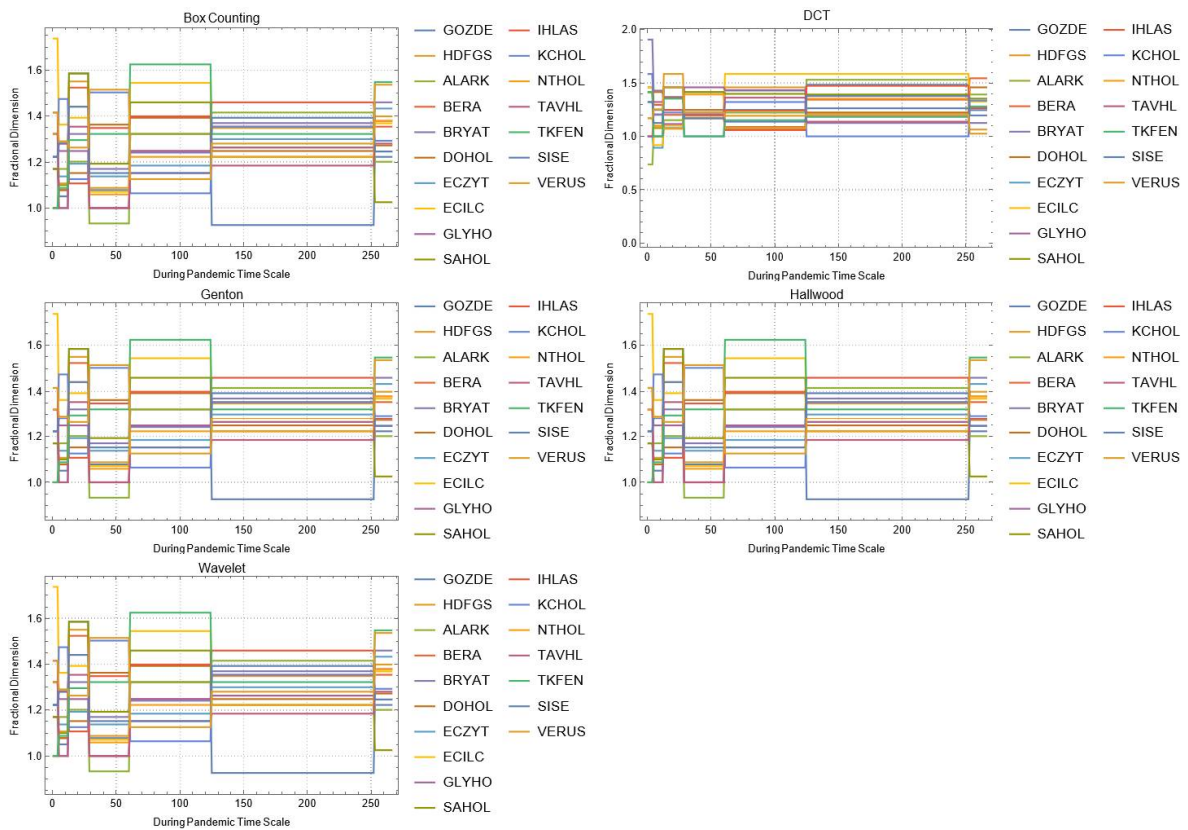 Box Counting
Fractional Dimension
1.6
1.4
1.2
1.0
0 50 100 150 200 250
During Pandemic Time Scale
GOZDE IHLAS
HDFGS KCHOL
ALARK NTHOL
BERA TAVHL
BRYAT TKFEN
DOHOL SISE
ECZYT VERUS
ECILC
GLYHO
SAHOL
DCT
Fractional Dimension
2.0
1.5
1.0
0.5
0.0
0 50 100 150 200 250
During Pandemic Time Scale
GOZDE IHLAS
HDFGS KCHOL
ALARK NTHOL
BERA TAVHL
BRYAT TKFEN
DOHOL SISE
ECZYT VERUS
ECILC
GLYHO
SAHOL
Genton
Fractional Dimension
1.6
1.4
1.2
1.0
0 50 100 150 200 250
During Pandemic Time Scale
GOZDE IHLAS
HDFGS KCHOL
ALARK NTHOL
BERA TAVHL
BRYAT TKFEN
DOHOL SISE
ECZYT VERUS
ECILC
GLYHO
SAHOL
Hallwood
Fractional Dimension
1.6
1.4
1.2
1.0
0 50 100 150 200 250
During Pandemic Time Scale
GOZDE IHLAS
HDFGS KCHOL
ALARK NTHOL
BERA TAVHL
BRYAT TKFEN
DOHOL SISE
ECZYT VERUS
ECILC
GLYHO
SAHOL
Wavelet
Fractional Dimension
1.6
1.4
1.2
1.0
0 50 100 150 200 250
During Pandemic Time Scale
GOZDE IHLAS
HDFGS KCHOL
ALARK NTHOL
BERA TAVHL
BRYAT TKFEN
DOHOL SISE
ECZYT VERUS
ECILC
GLYHO
SAHOL